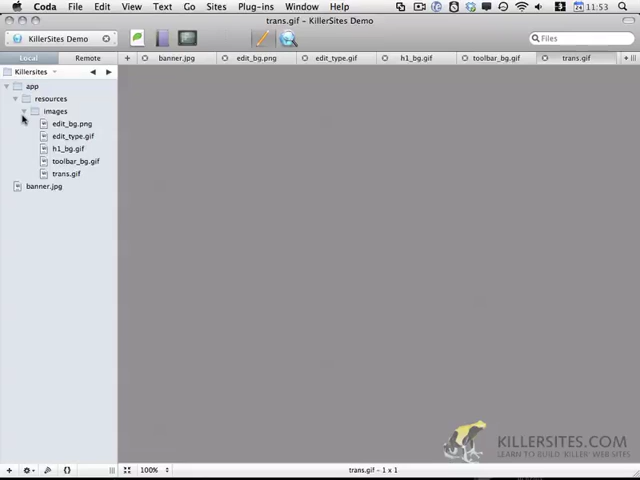 Coda File Edit View Text Go Sites Plug-ins Window Help 3 11:53
trans.gif – KillerSites Demo
KillerSites Demo Files
Local Remote banner.jpg edit_bg.png edit_type.gif h1_bg.gif toolbar_bg.gif trans.gif
Killersites
app
resources
images
edit_bg.png
edit_type.gif
h1_bg.gif
toolbar_bg.gif
trans.gif
banner.jpg
KILLERSITES.COM
LEARN TO BUILD 'KILLER' WEB SITES
100% trans.gif - 1 x 1